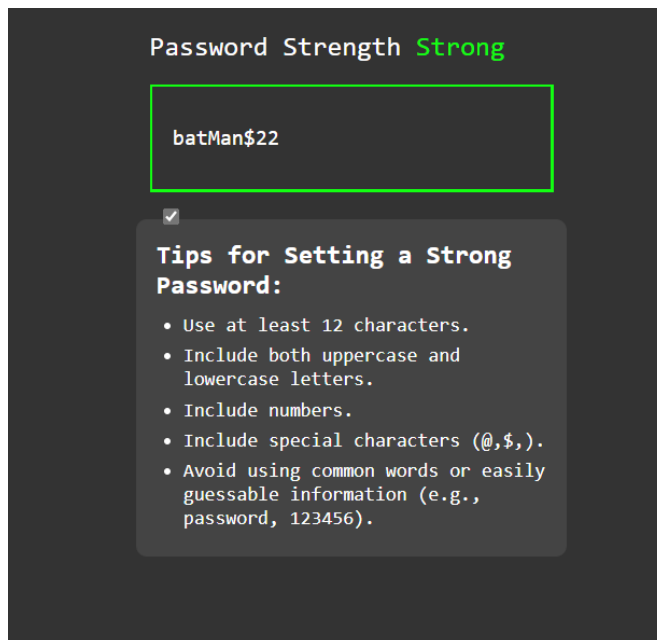 Password Strength Strong
batMan$22
Tips for Setting a Strong
Password:
• Use at least 12 characters.
• Include both uppercase and
lowercase letters.
• Include numbers.
• Include special characters (@,$,).
• Avoid using common words or easily
guessable information (e.g.,
password, 123456).